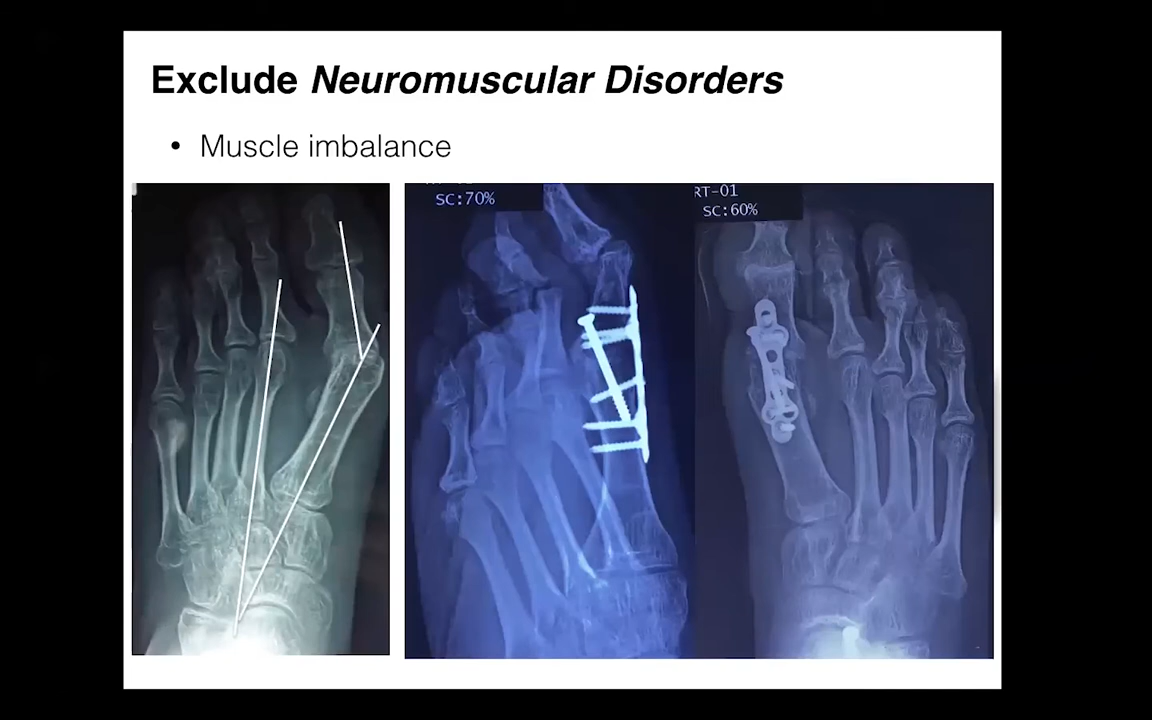 Exclude Neuromuscular Disorders
• Muscle imbalance
SC:70%
RT-01
SC:60%